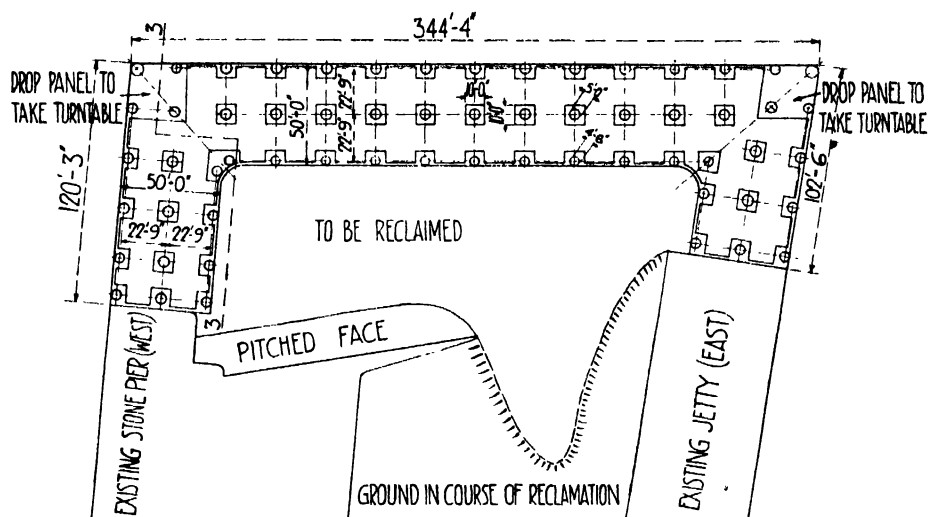 344'-4"
3
DROP PANEL TO
TAKE TURNTABLE
DROP PANEL TO
TAKE TURNTABLE
120'-3"
102'-6"
50'-0"
22'-9"
22'-9"
10'-0"
10'-0"
5'-0"
50'-0"
22'-9"
22'-9"
TO BE RECLAIMED
3
PITCHED FACE
EXISTING STONE PIER (WEST)
EXISTING JETTY (EAST)
GROUND IN COURSE OF RECLAMATION